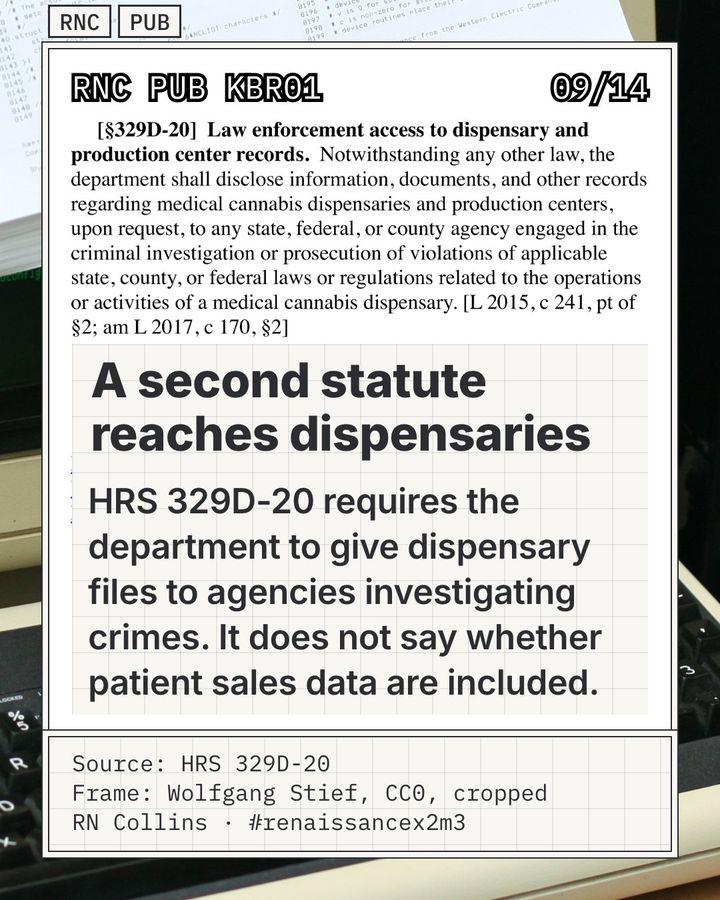 RNC PUB
RNC PUB KBR01 09/14
[§329D-20] Law enforcement access to dispensary and
production center records. Notwithstanding any other law, the
department shall disclose information, documents, and other records
regarding medical cannabis dispensaries and production centers,
upon request, to any state, federal, or county agency engaged in the
criminal investigation or prosecution of violations of applicable
state, county, or federal laws or regulations related to the operations
or activities of a medical cannabis dispensary. [L 2015, c 241, pt of
§2; am L 2017, c 170, §2]
A second statute
reaches dispensaries
HRS 329D-20 requires the
department to give dispensary
files to agencies investigating
crimes. It does not say whether
patient sales data are included.
Source: HRS 329D-20
Frame: Wolfgang Stief, CC0, cropped
RN Collins · #renaissancex2m3